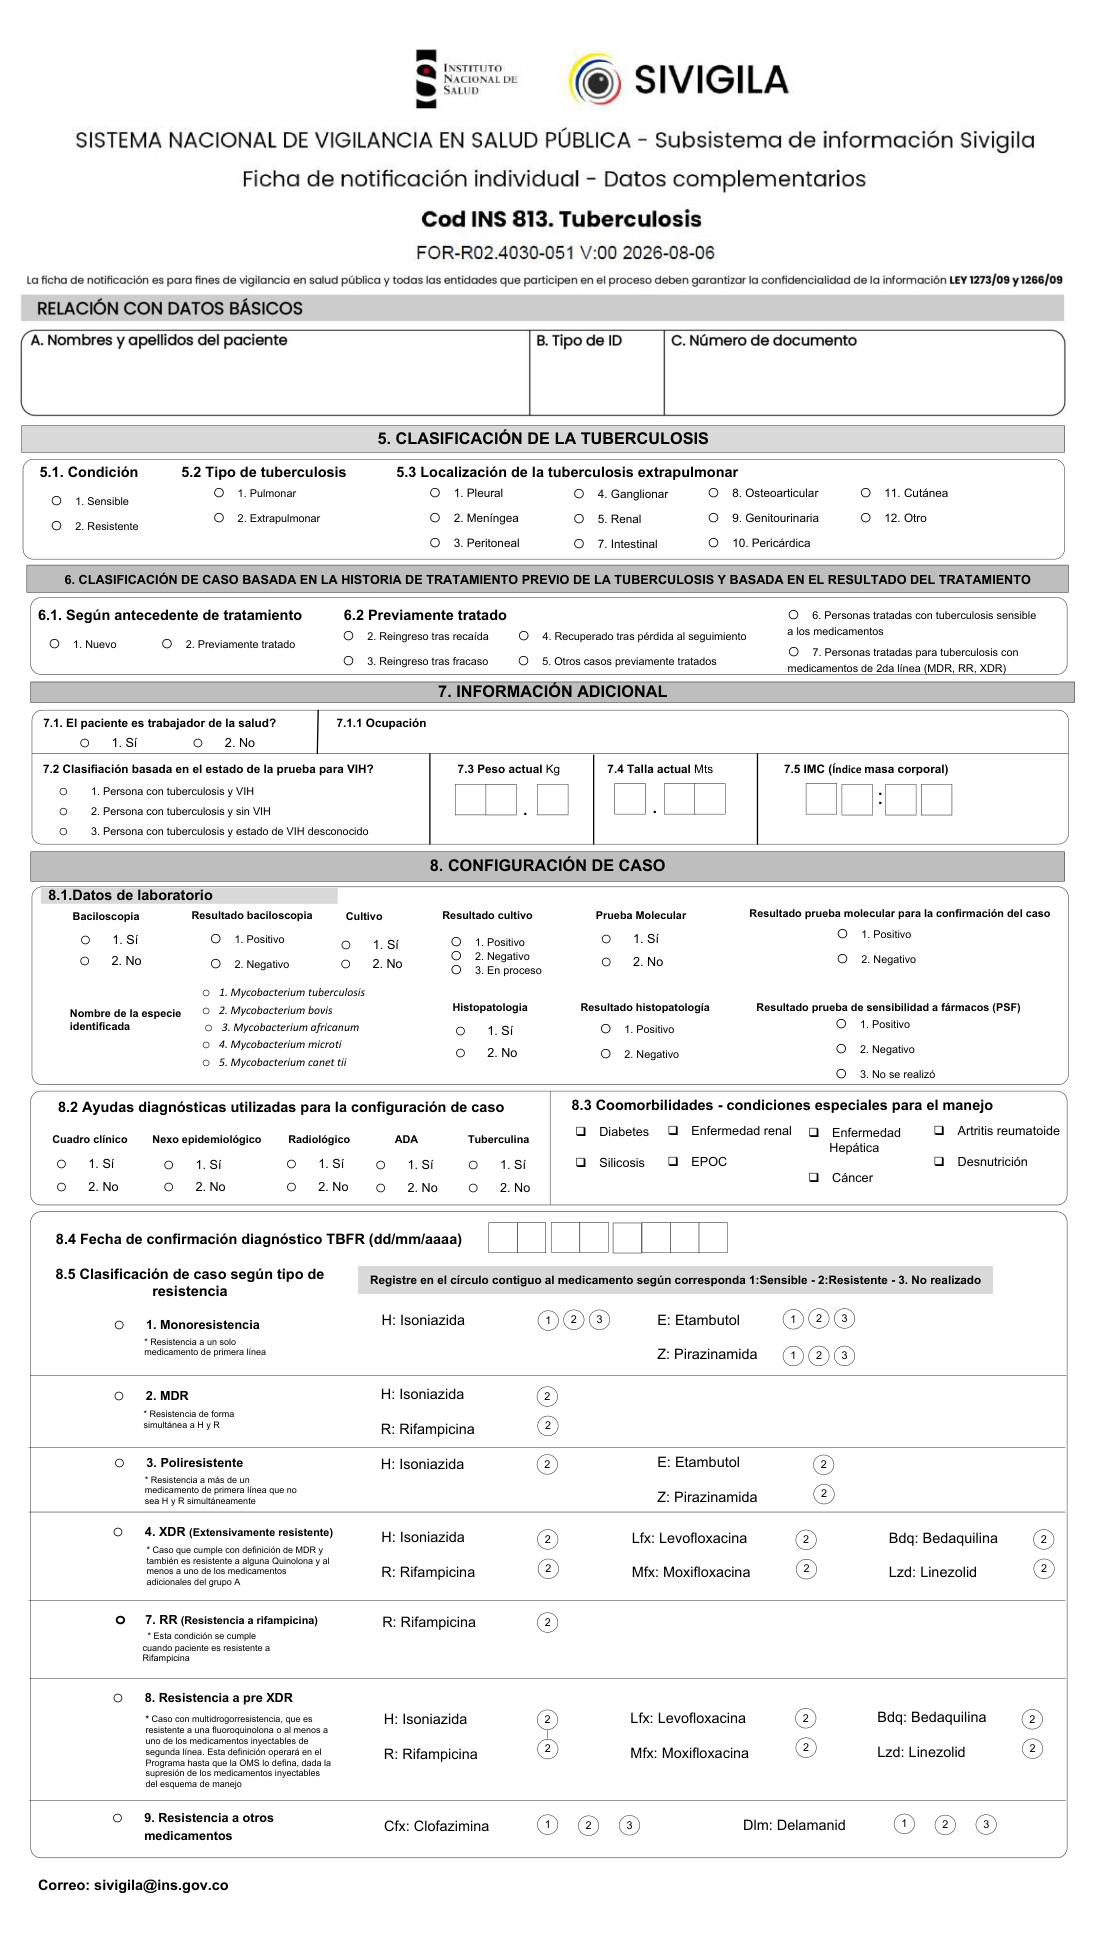 INSTITUTO
NACIONAL DE
SALUD
SIVIGILA
SISTEMA NACIONAL DE VIGILANCIA EN SALUD PÚBLICA - Subsistema de información Sivigila
Ficha de notificación individual - Datos complementarios
Cod INS 813. Tuberculosis
FOR-R02.4030-051 V:00 2026-08-06
La ficha de notificación es para fines de vigilancia en salud pública y todas las entidades que participen en el proceso deben garantizar la confidencialidad de la información LEY 1273/09 y 1266/09
RELACIÓN CON DATOS BÁSICOS
A. Nombres y apellidos del paciente
B. Tipo de ID
C. Número de documento
5. CLASIFICACIÓN DE LA TUBERCULOSIS
5.1. Condición
1. Sensible
2. Resistente
5.2 Tipo de tuberculosis
1. Pulmonar
2. Extrapulmonar
5.3 Localización de la tuberculosis extrapulmonar
1. Pleural
2. Meníngea
3. Peritoneal
4. Ganglionar
5. Renal
7. Intestinal
8. Osteoarticular
9. Genitourinaria
10. Pericárdica
11. Cutánea
12. Otro
6. CLASIFICACIÓN DE CASO BASADA EN LA HISTORIA DE TRATAMIENTO PREVIO DE LA TUBERCULOSIS Y BASADA EN EL RESULTADO DEL TRATAMIENTO
6.1. Según antecedente de tratamiento
1. Nuevo
2. Previamente tratado
6.2 Previamente tratado
2. Reingreso tras recaída
3. Reingreso tras fracaso
4. Recuperado tras pérdida al seguimiento
5. Otros casos previamente tratados
6. Personas tratadas con tuberculosis sensible
a los medicamentos
7. Personas tratadas para tuberculosis con
medicamentos de 2da línea (MDR, RR, XDR)
7. INFORMACIÓN ADICIONAL
7.1. El paciente es trabajador de la salud?
1. Sí
2. No
7.1.1 Ocupación
7.2 Clasifiación basada en el estado de la prueba para VIH?
1. Persona con tuberculosis y VIH
2. Persona con tuberculosis y sin VIH
3. Persona con tuberculosis y estado de VIH desconocido
7.3 Peso actual Kg
.
7.4 Talla actual Mts
.
7.5 IMC (Índice masa corporal)
:
8. CONFIGURACIÓN DE CASO
8.1.Datos de laboratorio
Baciloscopia
1. Sí
2. No
Resultado baciloscopia
1. Positivo
2. Negativo
Cultivo
1. Sí
2. No
Resultado cultivo
1. Positivo
2. Negativo
3. En proceso
Prueba Molecular
1. Sí
2. No
Resultado prueba molecular para la confirmación del caso
1. Positivo
2. Negativo
Nombre de la especie
identificada
1. Mycobacterium tuberculosis
2. Mycobacterium bovis
3. Mycobacterium africanum
4. Mycobacterium microti
5. Mycobacterium canet tii
Histopatologia
1. Sí
2. No
Resultado histopatología
1. Positivo
2. Negativo
Resultado prueba de sensibilidad a fármacos (PSF)
1. Positivo
2. Negativo
3. No se realizó
8.2 Ayudas diagnósticas utilizadas para la configuración de caso
Cuadro clínico
1. Sí
2. No
Nexo epidemiológico
1. Sí
2. No
Radiológico
1. Sí
2. No
ADA
1. Sí
2. No
Tuberculina
1. Sí
2. No
8.3 Coomorbilidades - condiciones especiales para el manejo
Diabetes
Silicosis
Enfermedad renal
EPOC
Enfermedad
Hepática
Cáncer
Artritis reumatoide
Desnutrición
8.4 Fecha de confirmación diagnóstico TBFR (dd/mm/aaaa)
8.5 Clasificación de caso según tipo de
resistencia
Registre en el círculo contiguo al medicamento según corresponda 1:Sensible - 2:Resistente - 3. No realizado
1. Monoresistencia
* Resistencia a un solo
medicamento de primera línea
H: Isoniazida 1 2 3
E: Etambutol 1 2 3
Z: Pirazinamida 1 2 3
2. MDR
* Resistencia de forma
simultánea a H y R
H: Isoniazida 2
R: Rifampicina 2
3. Poliresistente
* Resistencia a más de un
medicamento de primera línea que no
sea H y R simultáneamente
H: Isoniazida 2
E: Etambutol 2
Z: Pirazinamida 2
4. XDR (Extensivamente resistente)
* Caso que cumple con definición de MDR y
también es resistente a alguna Quinolona y al
menos a uno de los medicamentos
adicionales del grupo A
H: Isoniazida 2
R: Rifampicina 2
Lfx: Levofloxacina 2
Mfx: Moxifloxacina 2
Bdq: Bedaquilina 2
Lzd: Linezolid 2
7. RR (Resistencia a rifampicina)
* Esta condición se cumple
cuando paciente es resistente a
Rifampicina
R: Rifampicina 2
8. Resistencia a pre XDR
* Caso con multidrogorresistencia, que es
resistente a una fluoroquinolona o al menos a
uno de los medicamentos inyectables de
segunda línea. Esta definición operará en el
Programa hasta que la OMS lo defina, dada la
supresión de los medicamentos inyectables
del esquema de manejo
H: Isoniazida 2
R: Rifampicina 2
Lfx: Levofloxacina 2
Mfx: Moxifloxacina 2
Bdq: Bedaquilina 2
Lzd: Linezolid 2
9. Resistencia a otros
medicamentos
Cfx: Clofazimina 1 2 3
Dlm: Delamanid 1 2 3
Correo: sivigila@ins.gov.co